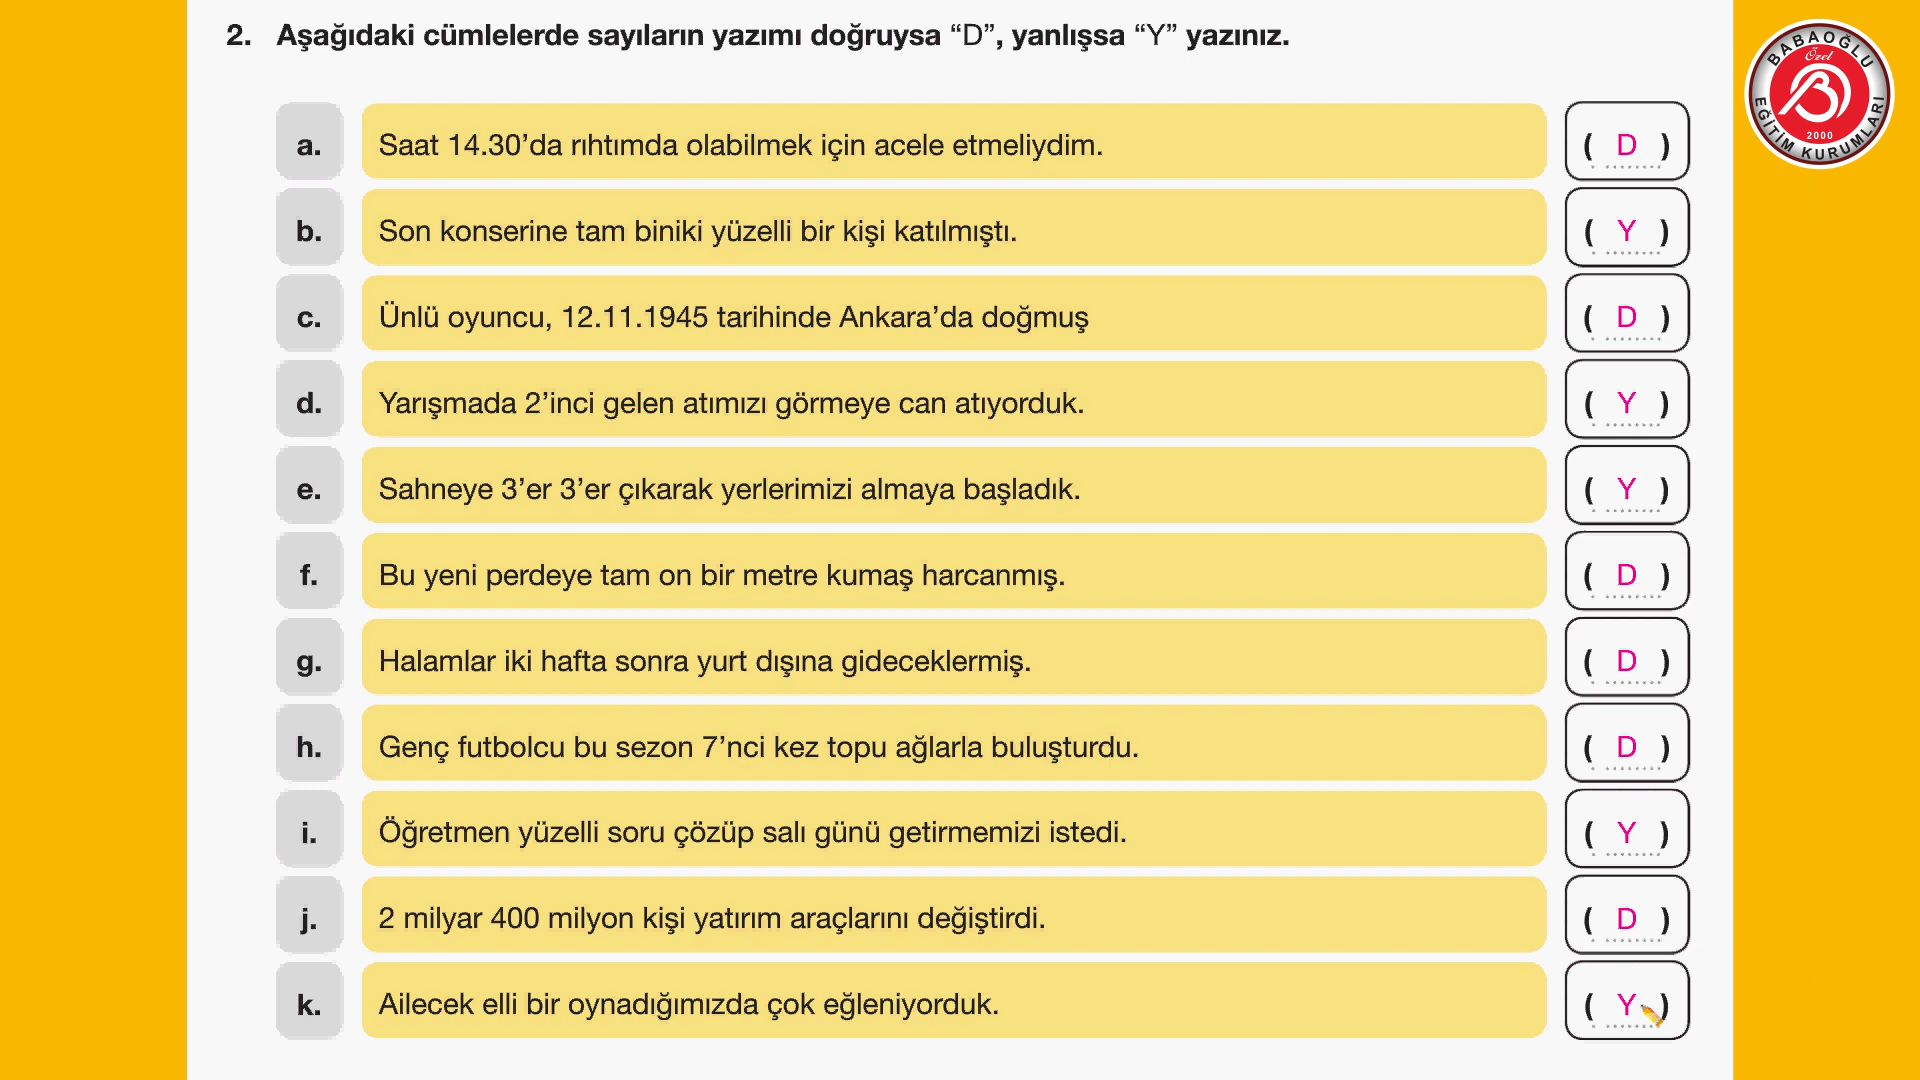 2. Aşağıdaki cümlelerde sayıların yazımı doğruysa “D”, yanlışsa “Y” yazınız.
BABAOĞLU
Özel
B
2000
EĞİTİM KURUMLARI
a. Saat 14.30’da rıhtımda olabilmek için acele etmeliydim. ( D )
b. Son konserine tam biniki yüzelli bir kişi katılmıştı. ( Y )
c. Ünlü oyuncu, 12.11.1945 tarihinde Ankara’da doğmuş ( D )
d. Yarışmada 2’inci gelen atımızı görmeye can atıyorduk. ( Y )
e. Sahneye 3’er 3’er çıkarak yerlerimizi almaya başladık. ( Y )
f. Bu yeni perdeye tam on bir metre kumaş harcanmış. ( D )
g. Halamlar iki hafta sonra yurt dışına gideceklermiş. ( D )
h. Genç futbolcu bu sezon 7’nci kez topu ağlarla buluşturdu. ( D )
i. Öğretmen yüzelli soru çözüp salı günü getirmemizi istedi. ( Y )
j. 2 milyar 400 milyon kişi yatırım araçlarını değiştirdi. ( D )
k. Ailecek elli bir oynadığımızda çok eğleniyorduk. ( Y )